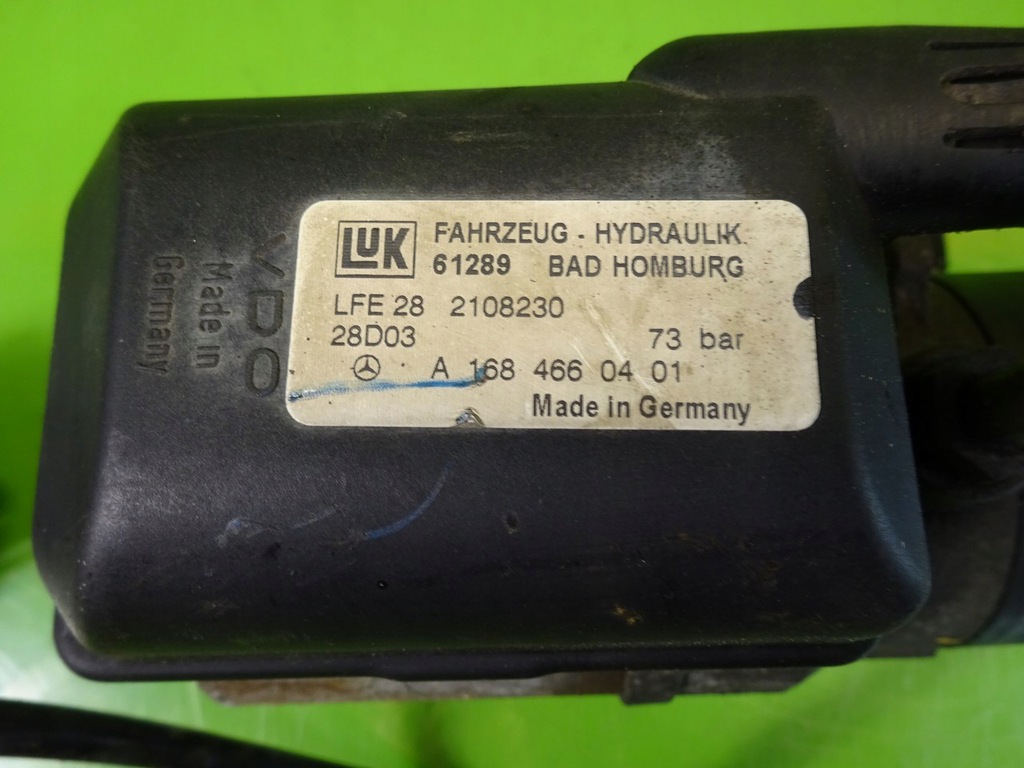 LUK FAHRZEUG - HYDRAULIK
61289 BAD HOMBURG
LFE 28 2108230
28D03 73 bar
A 168 466 04 01
Made in Germany
VDO
Made in
Germany